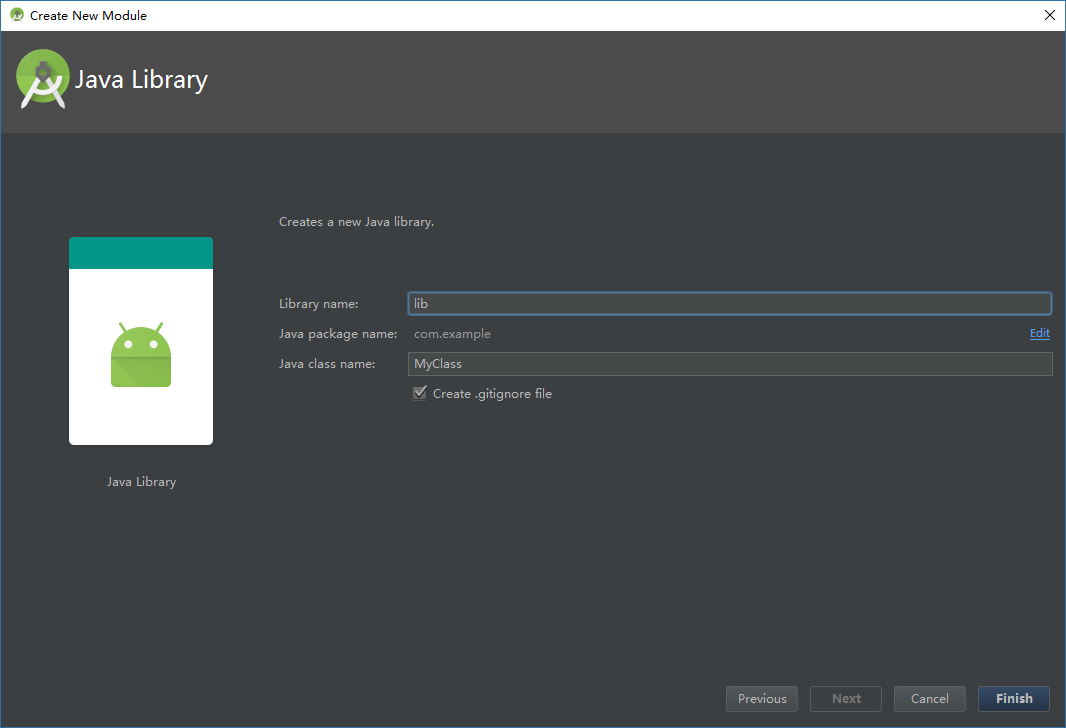 Create New Module
Java Library
Creates a new Java library.
Library name: lib
Java package name: com.example Edit
Java class name: MyClass
Create .gitignore file
Java Library
Previous Next Cancel Finish